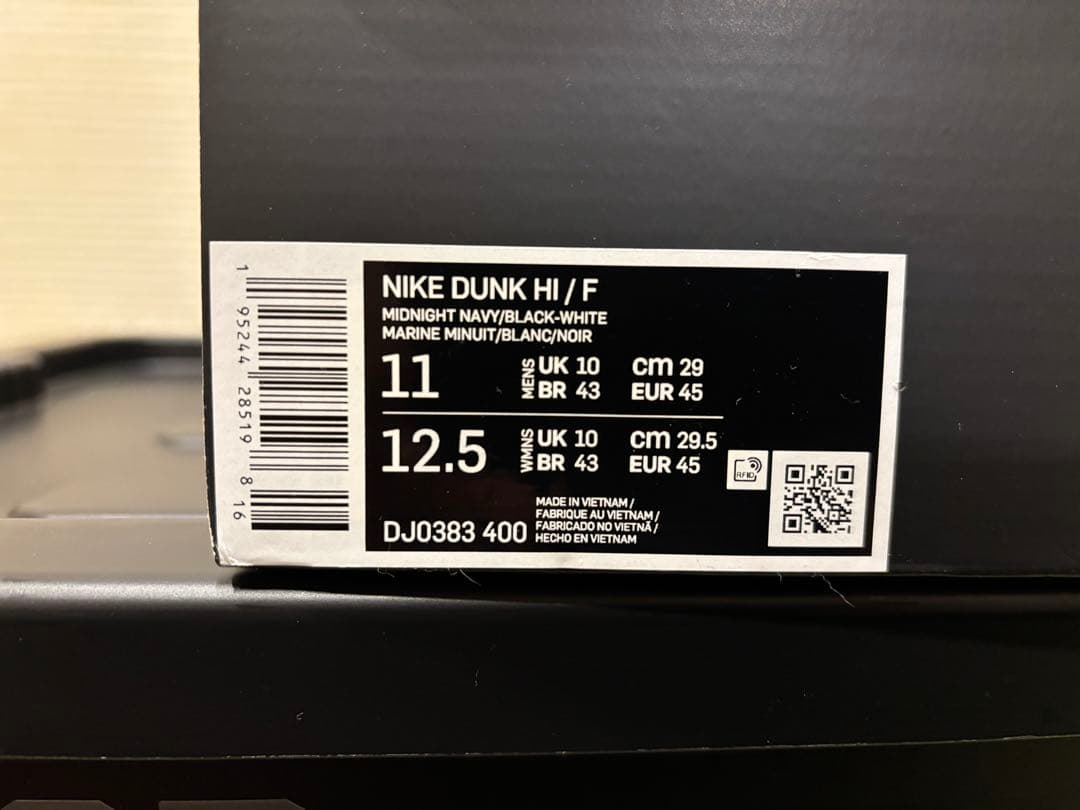 NIKE DUNK HI / F
MIDNIGHT NAVY/BLACK-WHITE
MARINE MINUIT/BLANC/NOIR
11 MENS UK 10 cm 29
BR 43 EUR 45
12.5 WMNS UK 10 cm 29.5
BR 43 EUR 45
RFID
DJ0383 400
MADE IN VIETNAM /
FABRIQUE AU VIETNAM /
FABRICADO NO VIETNÃ /
HECHO EN VIETNAM
1 95244 28519 8 16